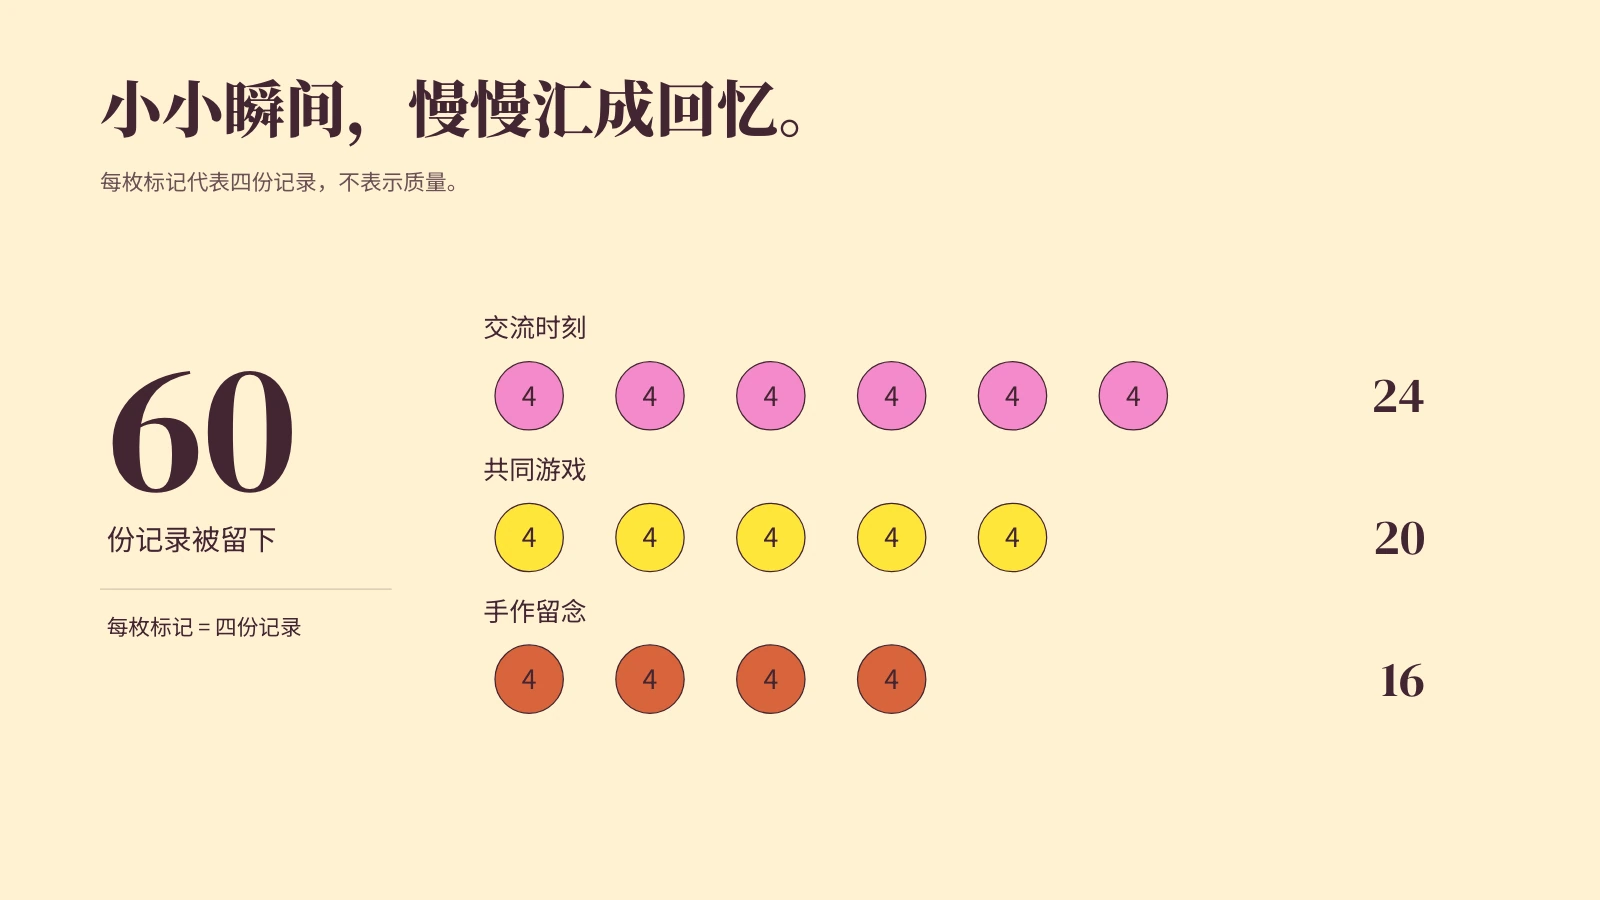 小小瞬间，慢慢汇成回忆。
每枚标记代表四份记录，不表示质量。
60
份记录被留下
每枚标记 = 四份记录
交流时刻
4 4 4 4 4 4 24
共同游戏
4 4 4 4 4 20
手作留念
4 4 4 4 16